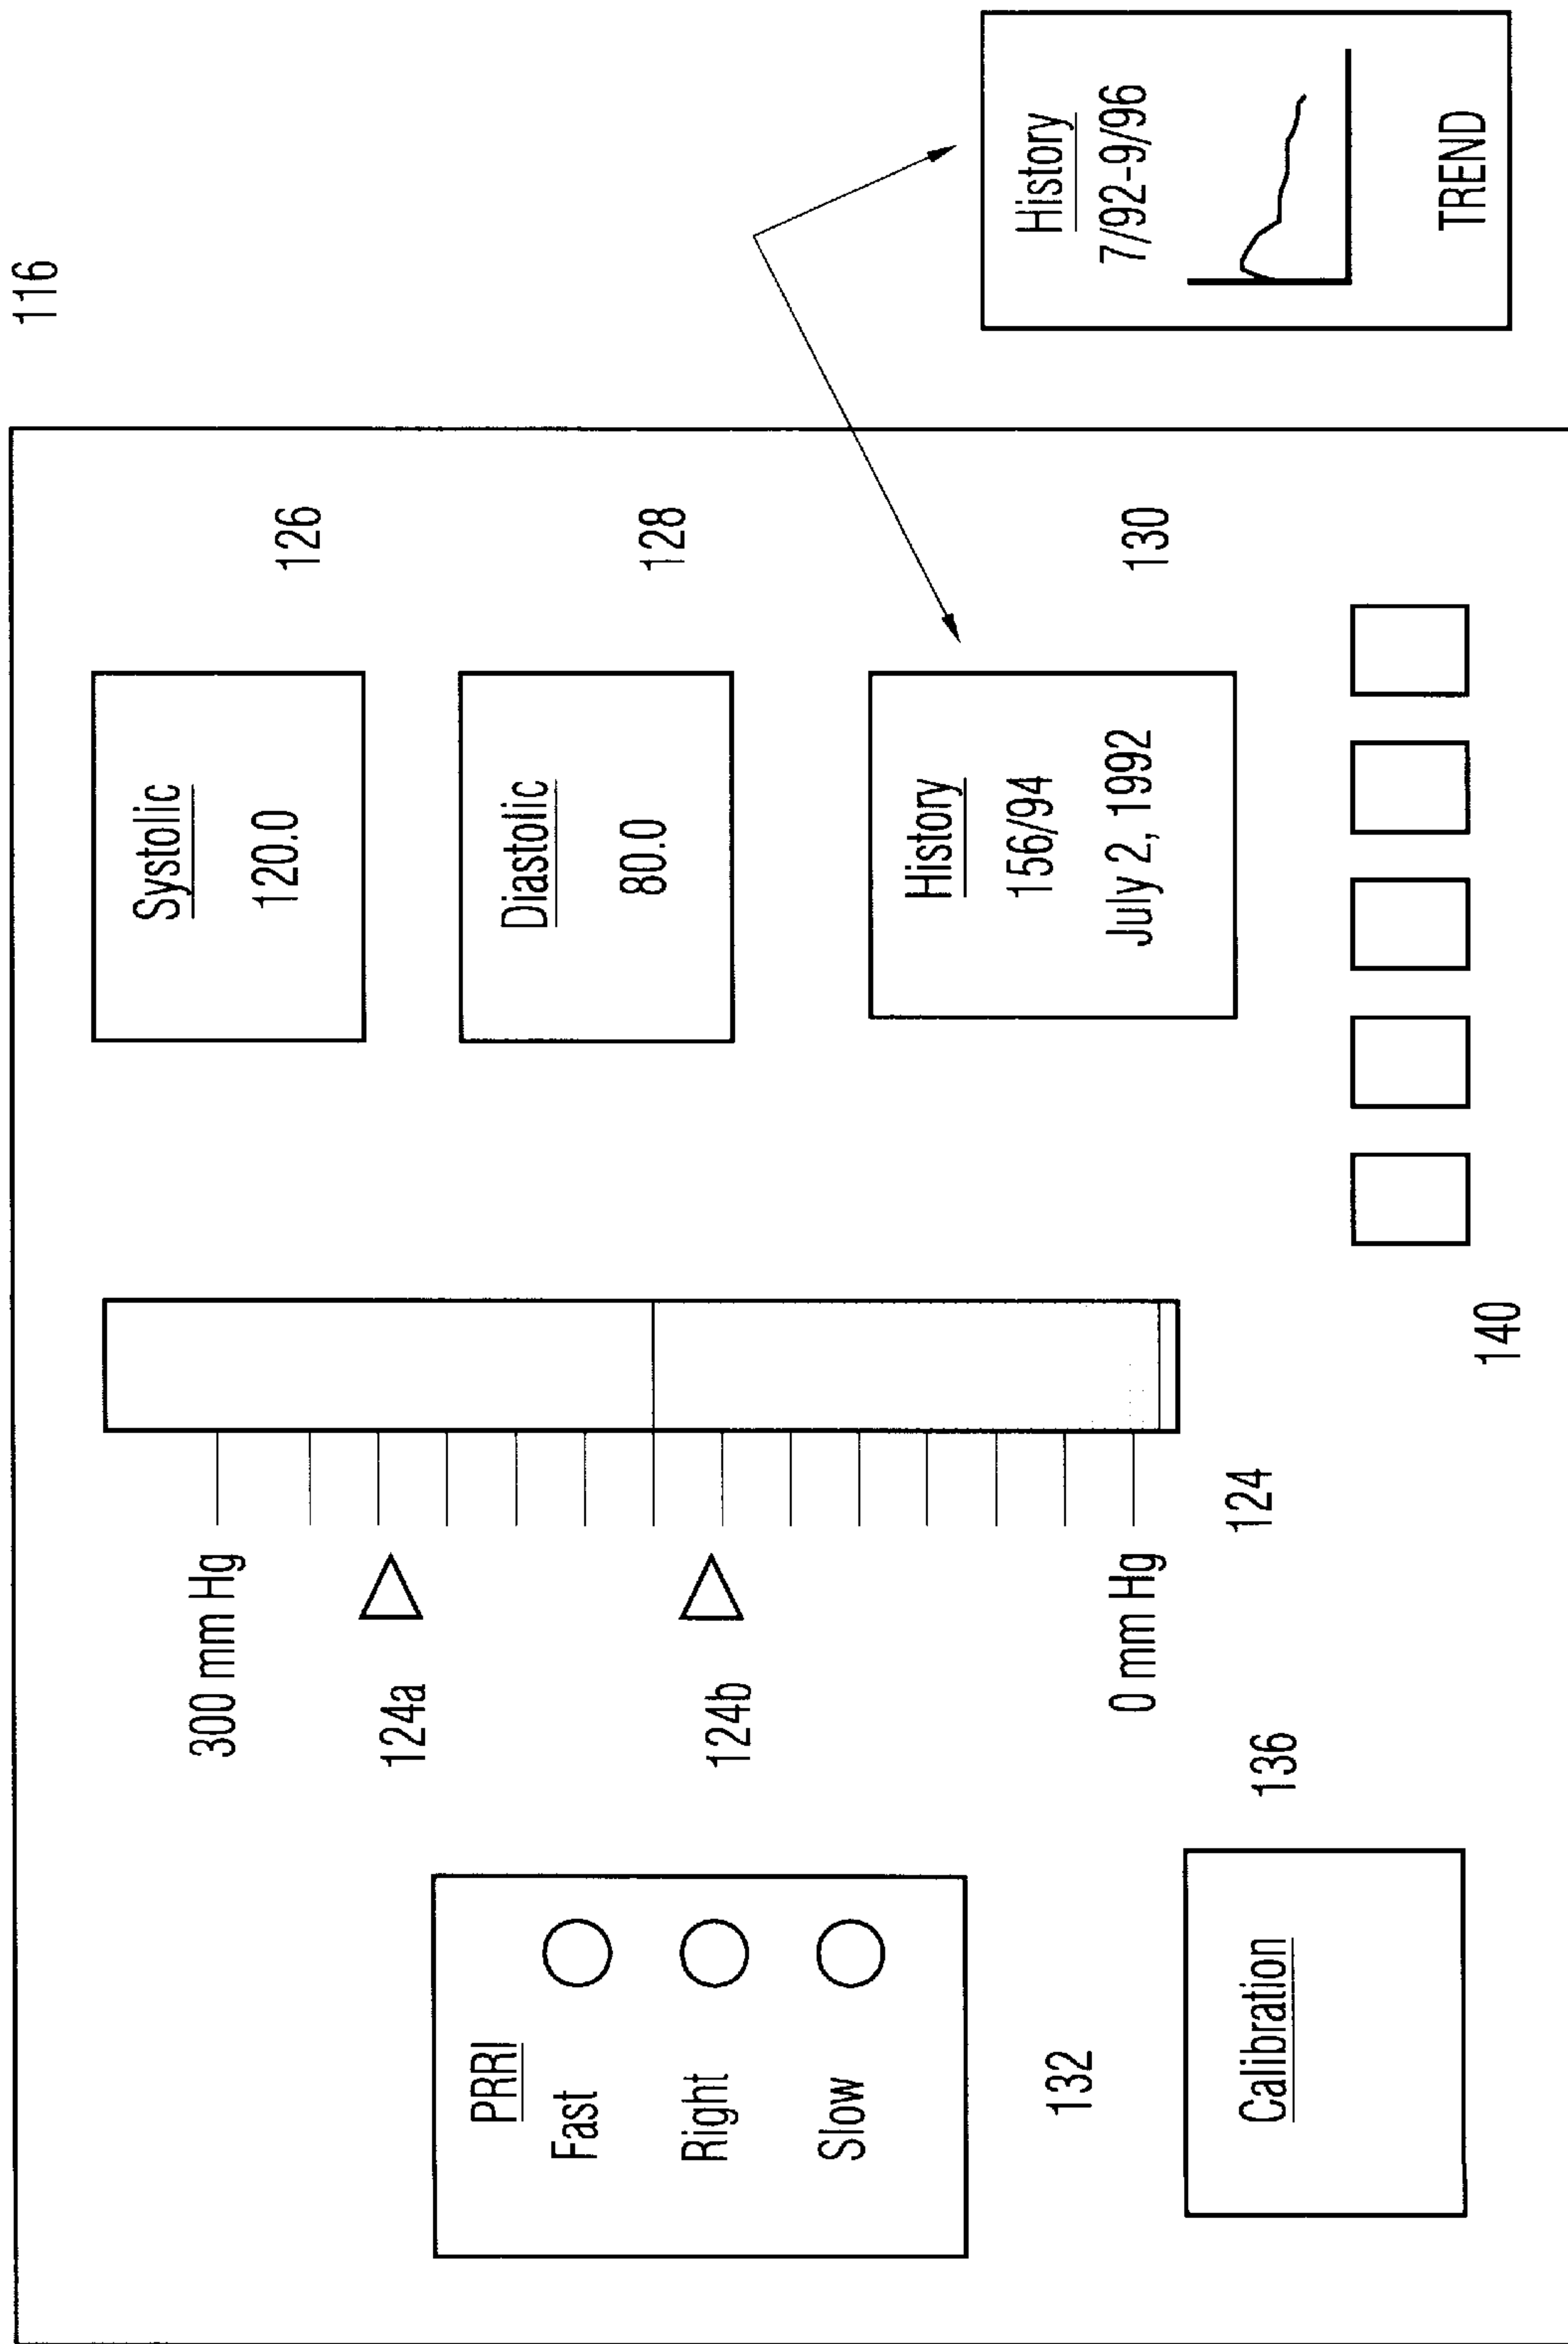 116
PRRI
Fast
Right
Slow
132
Calibration
136
300 mm Hg
124a
124b
0 mm Hg
124
Systolic
120.0
126
Diastolic
80.0
128
History
156/94
July 2, 1992
130
140
History
7/92-9/96
TREND